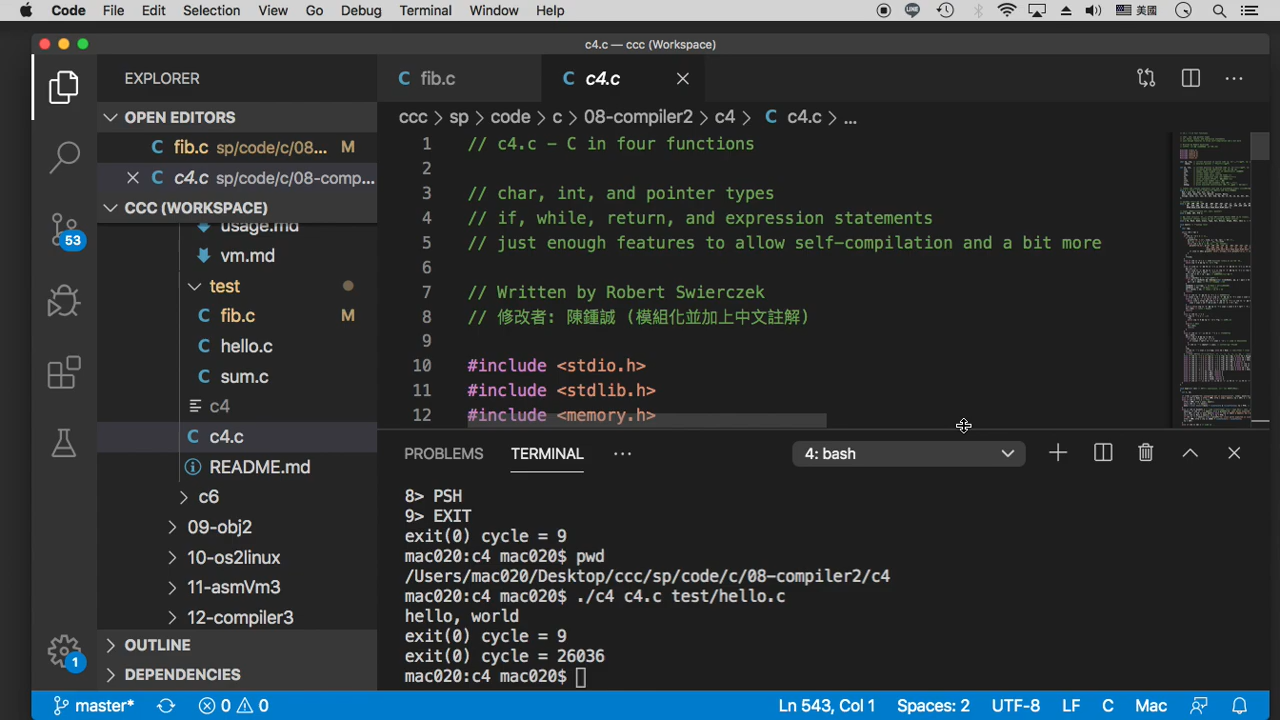 Code File Edit Selection View Go Debug Terminal Window Help 美國
c4.c — ccc (Workspace)
EXPLORER
fib.c
c4.c
OPEN EDITORS
ccc > sp > code > c > 08-compiler2 > c4 > C c4.c > ...
C fib.c sp/code/c/08... M
C c4.c sp/code/c/08-comp...
CCC (WORKSPACE)
usage.md
vm.md
test
C fib.c M
C hello.c
C sum.c
c4
C c4.c
README.md
c6
09-obj2
10-os2linux
11-asmVm3
12-compiler3
OUTLINE
DEPENDENCIES
53
1
1 // c4.c - C in four functions
2
3 // char, int, and pointer types
4 // if, while, return, and expression statements
5 // just enough features to allow self-compilation and a bit more
6
7 // Written by Robert Swierczek
8 // 修改者: 陳鍾誠 (模組化並加上中文註解)
9
10 #include <stdio.h>
11 #include <stdlib.h>
12 #include <memory.h>
PROBLEMS TERMINAL ... 4: bash
8> PSH
9> EXIT
exit(0) cycle = 9
mac020:c4 mac020$ pwd
/Users/mac020/Desktop/ccc/sp/code/c/08-compiler2/c4
mac020:c4 mac020$ ./c4 c4.c test/hello.c
hello, world
exit(0) cycle = 9
exit(0) cycle = 26036
mac020:c4 mac020$
master* 0 0 Ln 543, Col 1 Spaces: 2 UTF-8 LF C Mac